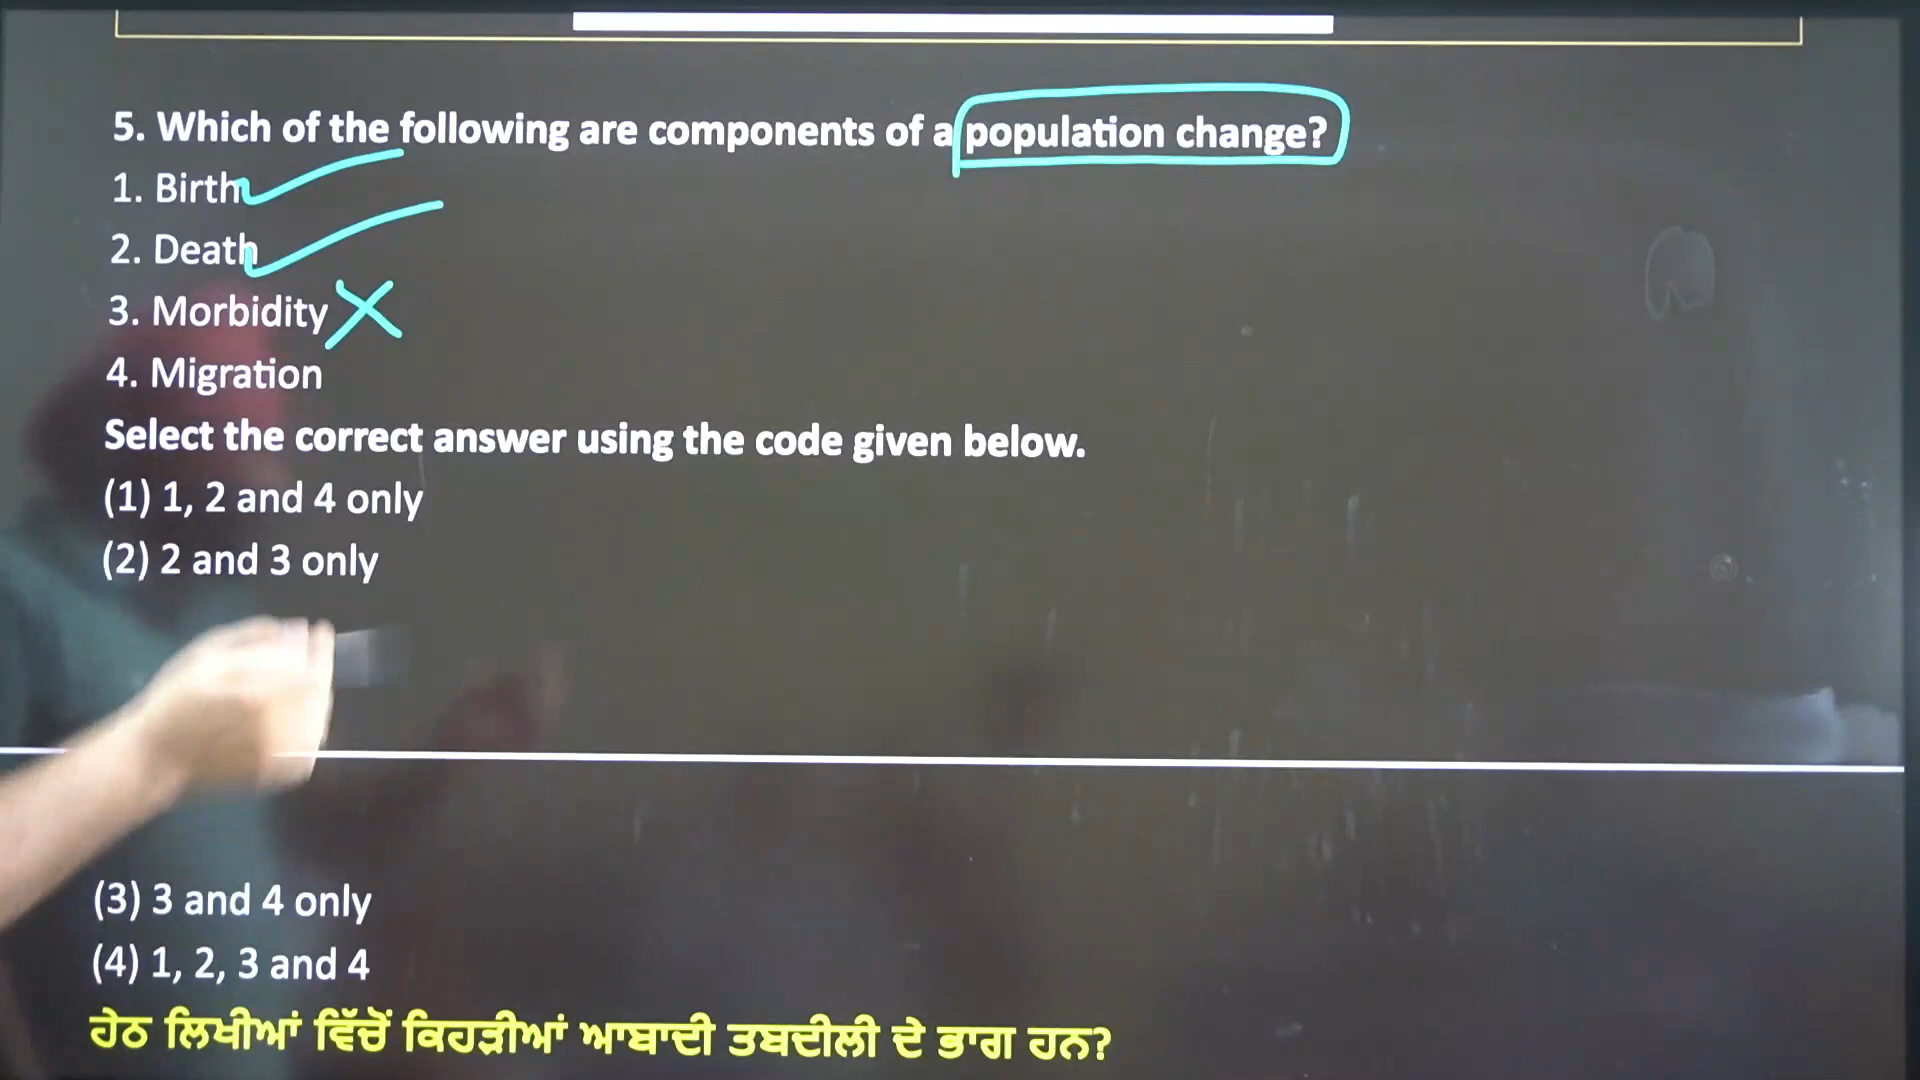 5. Which of the following are components of a population change?
1. Birth
2. Death
3. Morbidity
4. Migration
Select the correct answer using the code given below.
(1) 1, 2 and 4 only
(2) 2 and 3 only
(3) 3 and 4 only
(4) 1, 2, 3 and 4
ਹੇਠ ਲਿਖੀਆਂ ਵਿੱਚੋਂ ਕਿਹੜੀਆਂ ਆਬਾਦੀ ਤਬਦੀਲੀ ਦੇ ਭਾਗ ਹਨ?